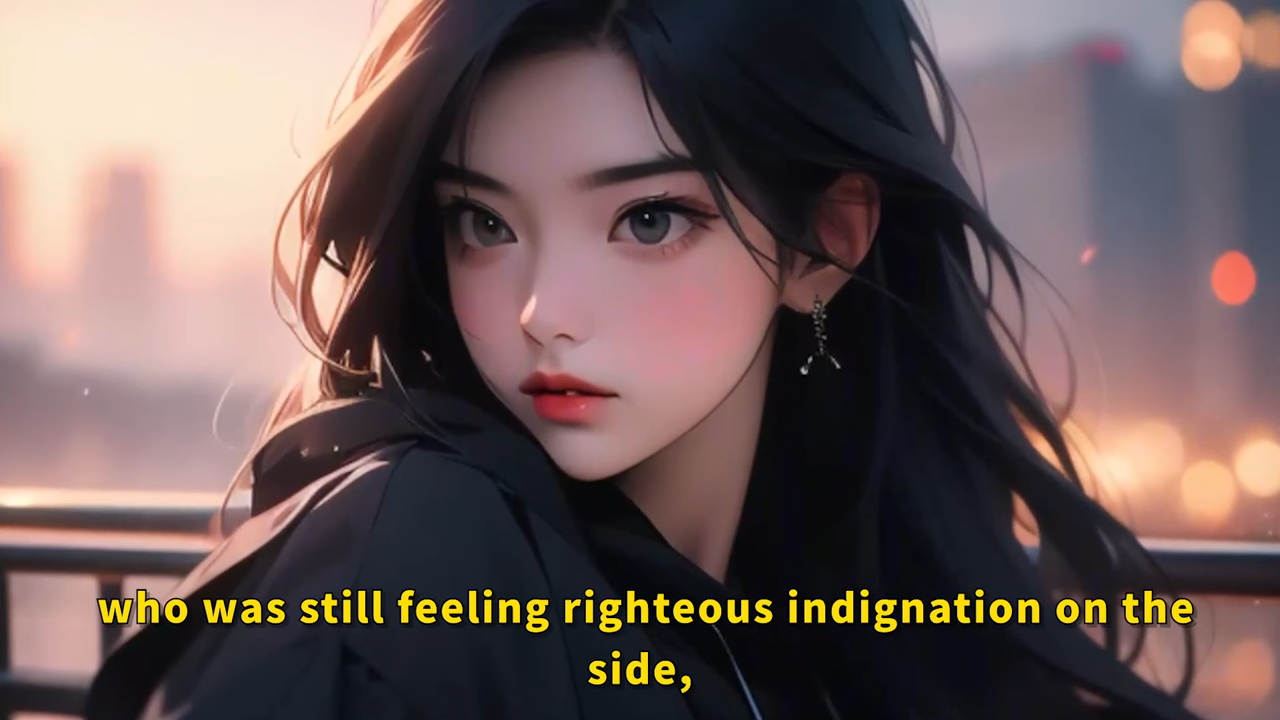 who was still feeling righteous indignation on the
side,